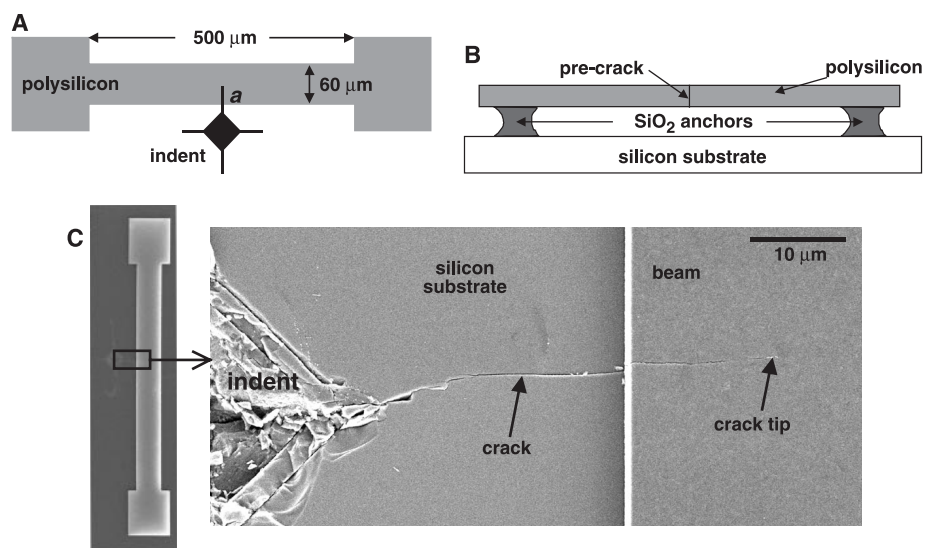 A
500 μm
polysilicon
60 μm
a
indent
B
pre-crack
polysilicon
SiO₂ anchors
silicon substrate
C
silicon
substrate
beam
10 μm
indent
crack
crack tip